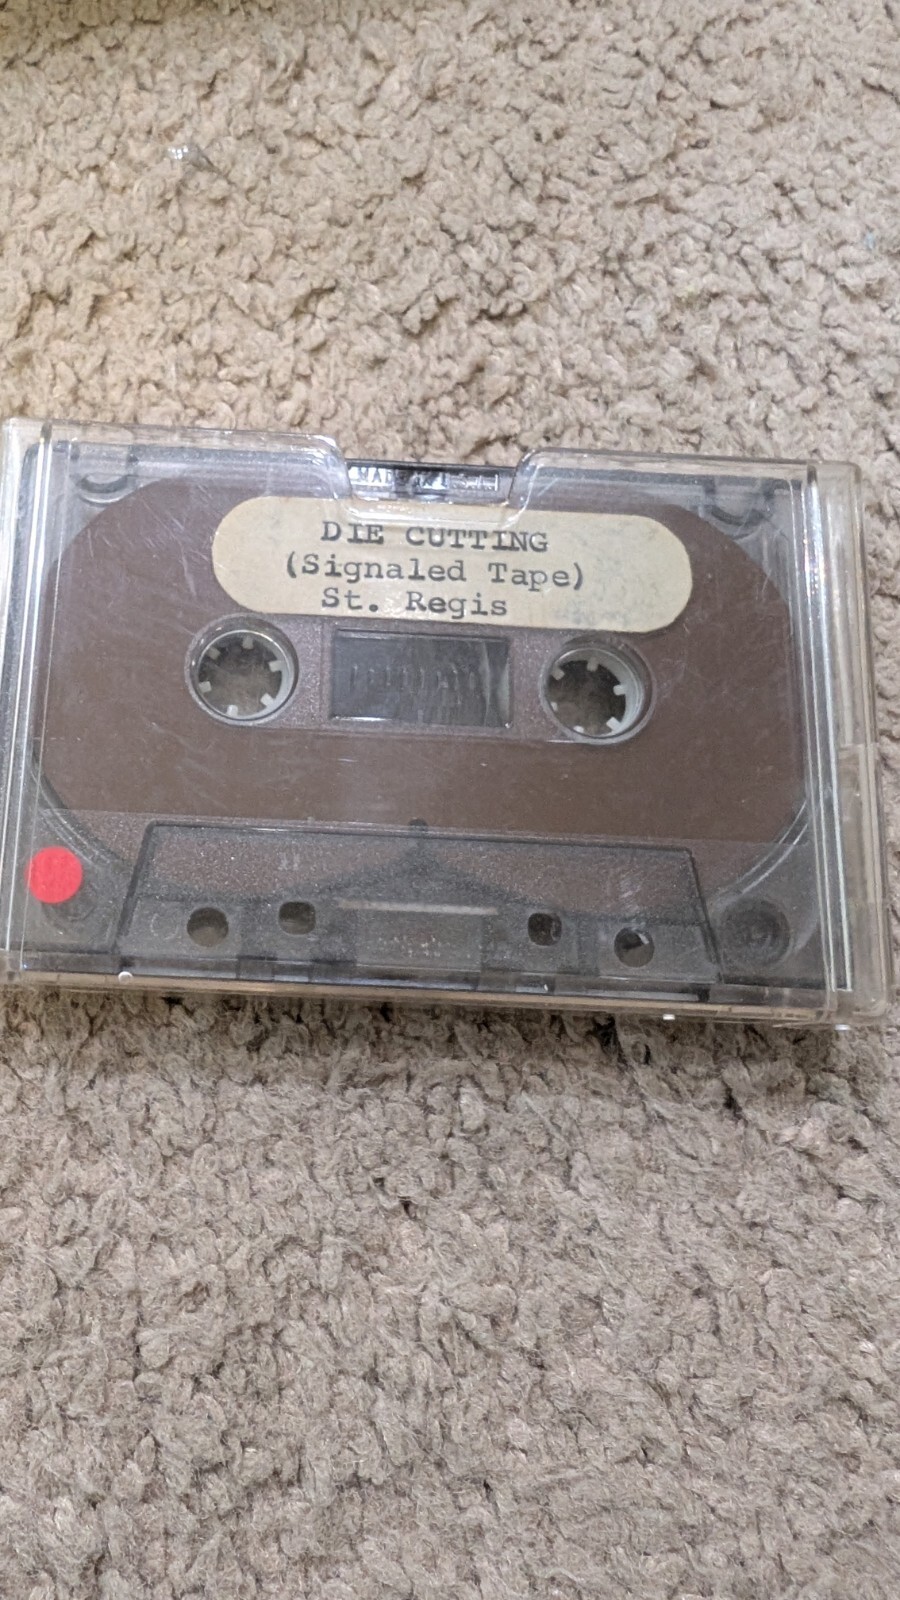 DIE CUTTING
(Signaled Tape)
St. Regis